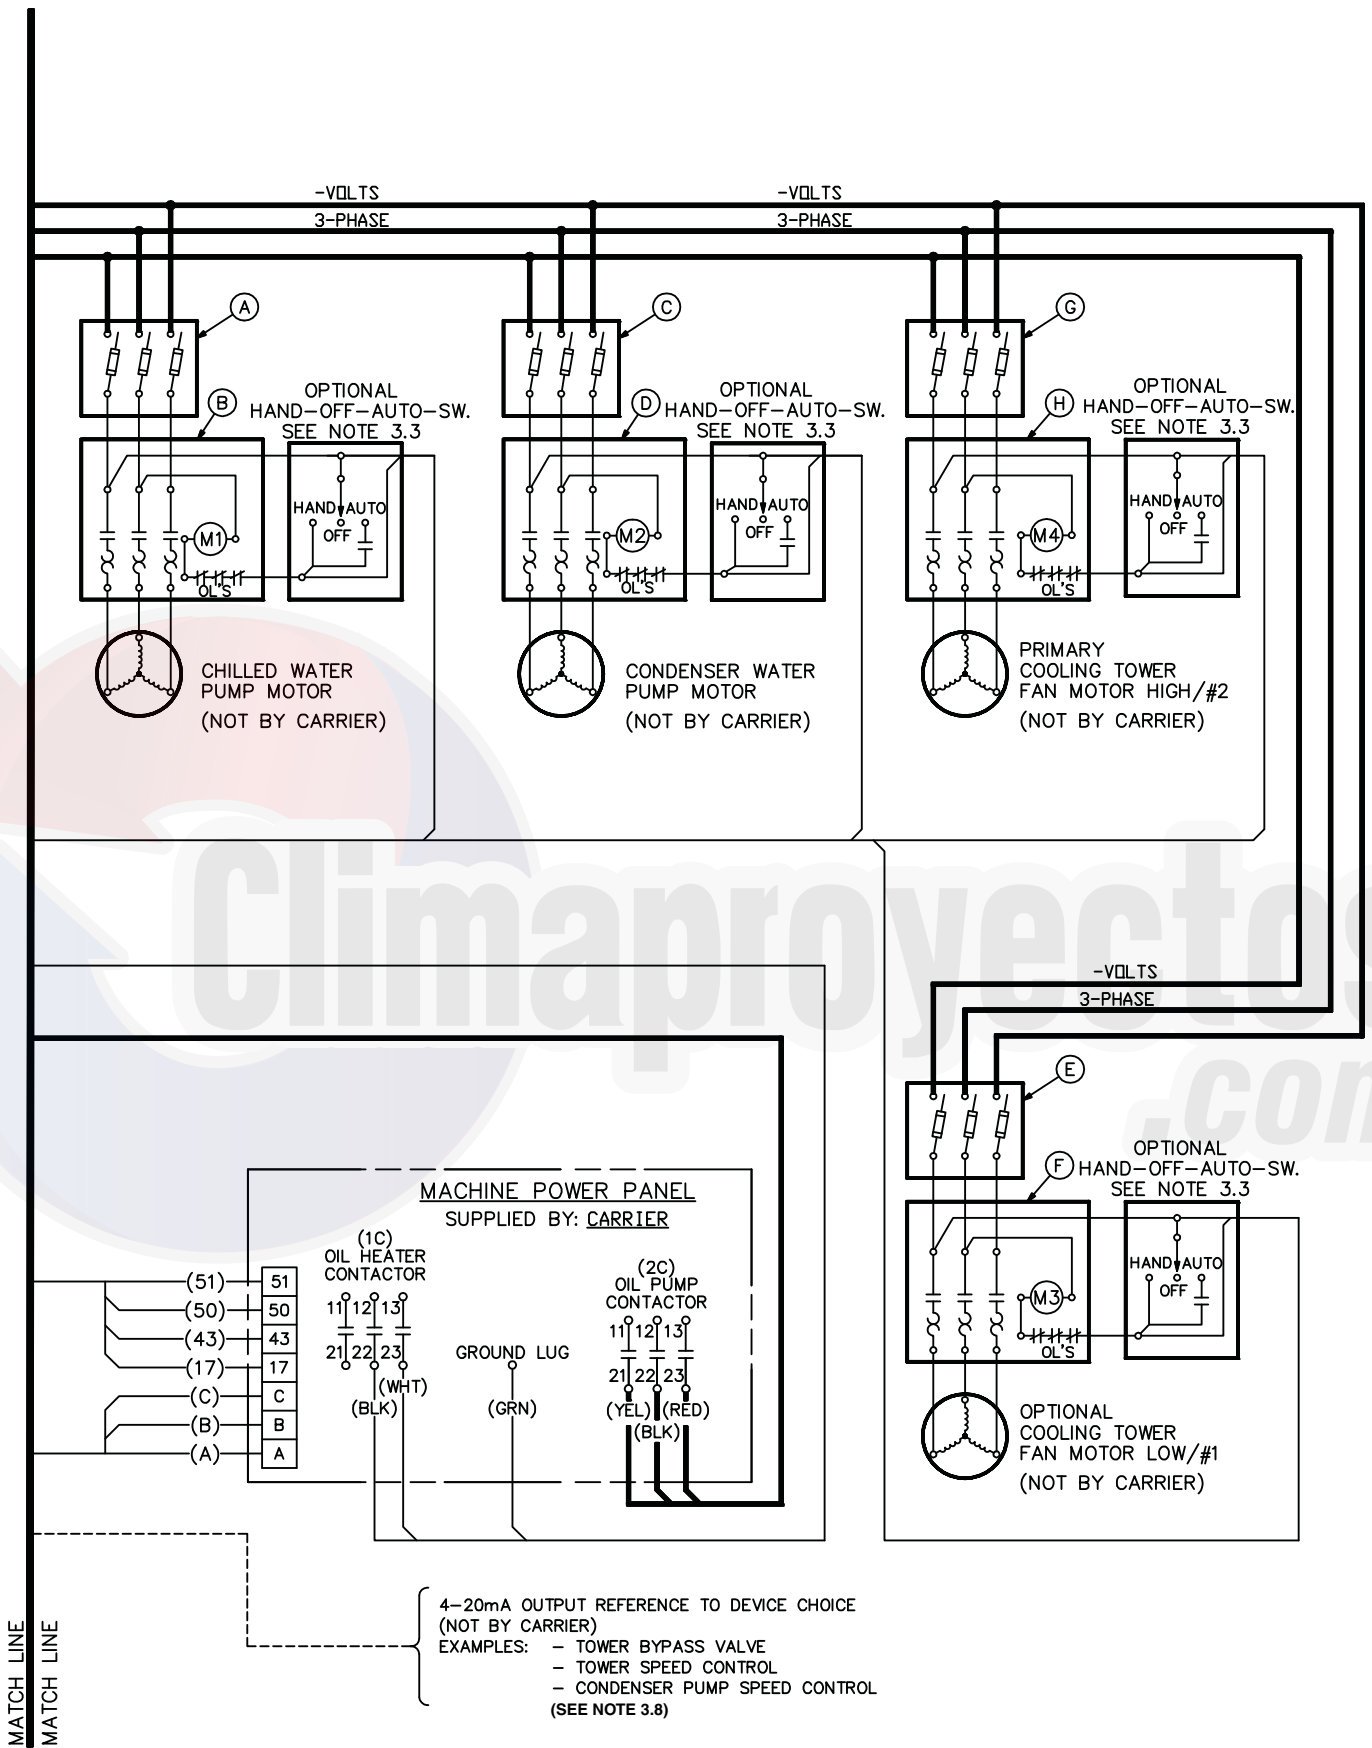 -VOLTS
3-PHASE
-VOLTS
3-PHASE
A
C
G
B
OPTIONAL
HAND-OFF-AUTO-SW.
SEE NOTE 3.3
D
OPTIONAL
HAND-OFF-AUTO-SW.
SEE NOTE 3.3
H
OPTIONAL
HAND-OFF-AUTO-SW.
SEE NOTE 3.3
HAND AUTO
OFF
M1
OL'S
HAND AUTO
OFF
M2
OL'S
HAND AUTO
OFF
M4
OL'S
CHILLED WATER
PUMP MOTOR
(NOT BY CARRIER)
CONDENSER WATER
PUMP MOTOR
(NOT BY CARRIER)
PRIMARY
COOLING TOWER
FAN MOTOR HIGH/#2
(NOT BY CARRIER)
Climaproyectos
.com
-VOLTS
3-PHASE
E
F
OPTIONAL
HAND-OFF-AUTO-SW.
SEE NOTE 3.3
HAND AUTO
OFF
M3
OL'S
OPTIONAL
COOLING TOWER
FAN MOTOR LOW/#1
(NOT BY CARRIER)
MACHINE POWER PANEL
SUPPLIED BY: CARRIER
(1C)
OIL HEATER
CONTACTOR
11 12 13
21 22 23
(WHT)
(BLK)
GROUND LUG
(GRN)
(2C)
OIL PUMP
CONTACTOR
11 12 13
21 22 23
(YEL) (RED)
(BLK)
(51) 51
(50) 50
(43) 43
(17) 17
(C) C
(B) B
(A) A
4-20mA OUTPUT REFERENCE TO DEVICE CHOICE
(NOT BY CARRIER)
EXAMPLES: - TOWER BYPASS VALVE
- TOWER SPEED CONTROL
- CONDENSER PUMP SPEED CONTROL
(SEE NOTE 3.8)
MATCH LINE
MATCH LINE